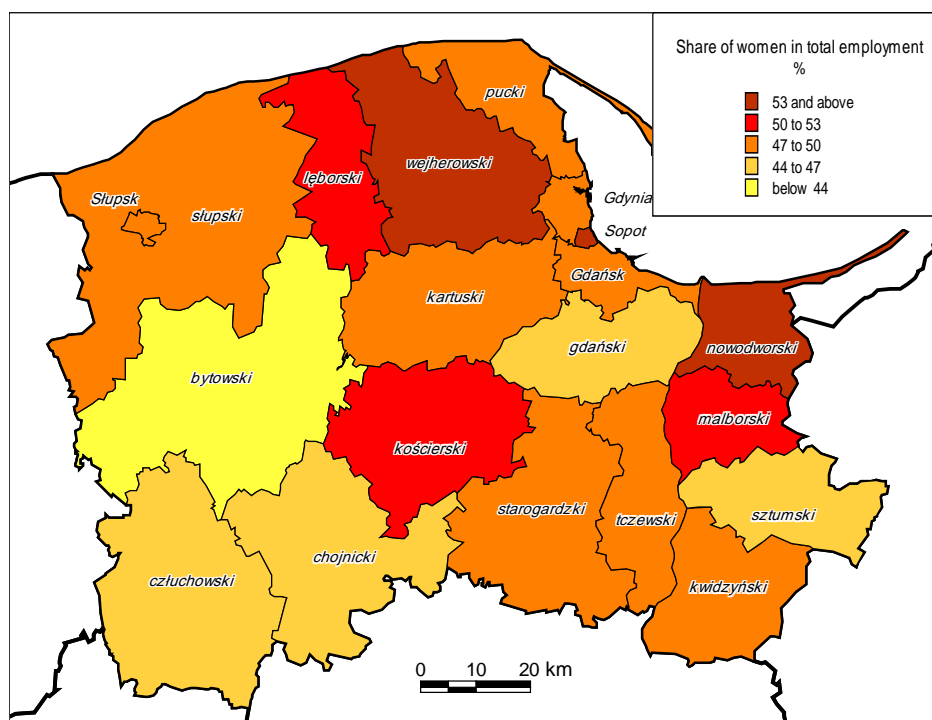 Share of women in total employment
%
53 and above
50 to 53
47 to 50
44 to 47
below 44
pucki
wejherowski
lęborski
Słupsk
słupski
Gdynia
Sopot
Gdańsk
kartuski
gdański
nowodworski
bytowski
malborski
kościerski
starogardzki
tczewski
sztumski
chojnicki
człuchowski
kwidzyński
0 10 20 km